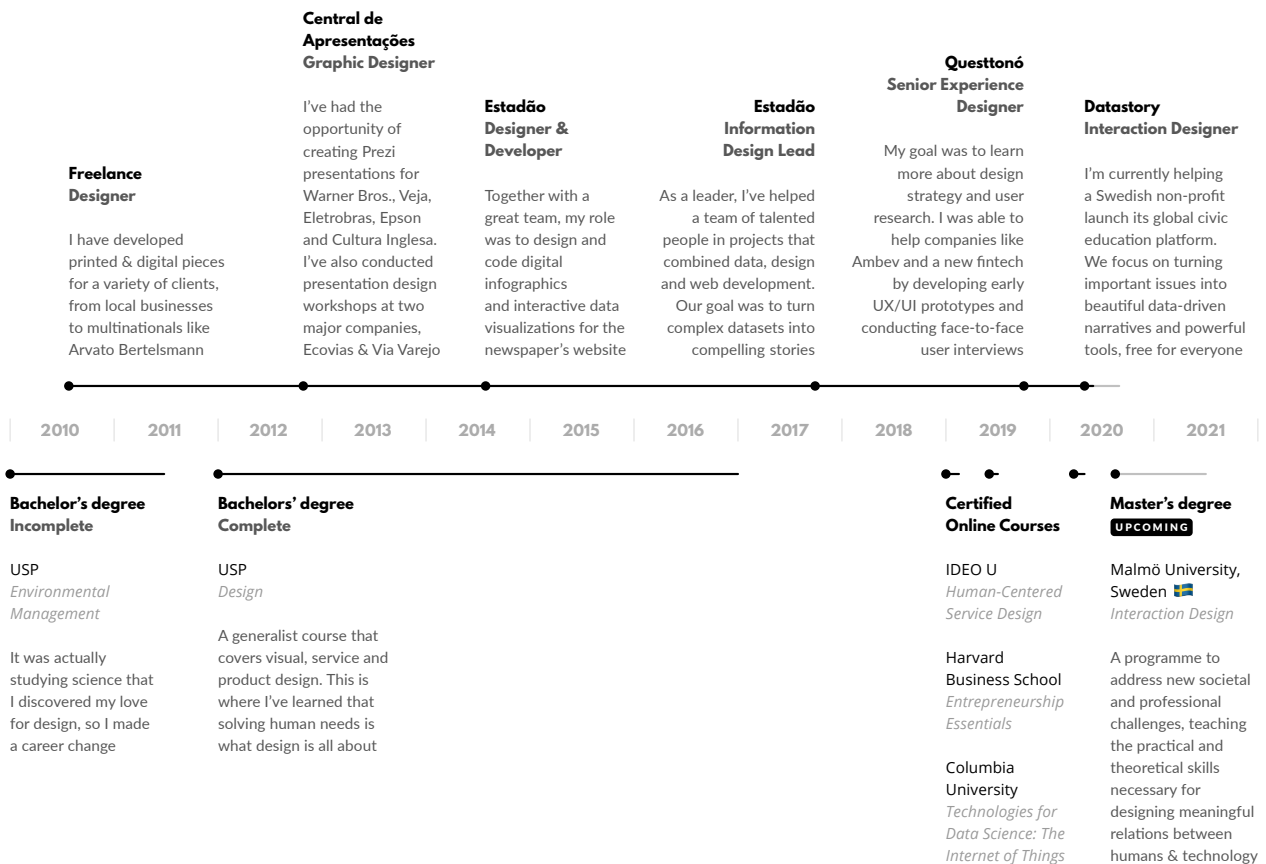 Freelance
Designer
I have developed
printed & digital pieces
for a variety of clients,
from local businesses
to multinationals like
Arvato Bertelsmann
Central de
Apresentações
Graphic Designer
I’ve had the
opportunity of
creating Prezi
presentations for
Warner Bros., Veja,
Eletrobras, Epson
and Cultura Inglesa.
I’ve also conducted
presentation design
workshops at two
major companies,
Ecovias & Via Varejo
Estadão
Designer &
Developer
Together with a
great team, my role
was to design and
code digital
infographics
and interactive data
visualizations for the
newspaper’s website
Estadão
Information
Design Lead
As a leader, I’ve helped
a team of talented
people in projects that
combined data, design
and web development.
Our goal was to turn
complex datasets into
compelling stories
Questtonó
Senior Experience
Designer
My goal was to learn
more about design
strategy and user
research. I was able to
help companies like
Ambev and a new fintech
by developing early
UX/UI prototypes and
conducting face-to-face
user interviews
Datastory
Interaction Designer
I’m currently helping
a Swedish non-profit
launch its global civic
education platform.
We focus on turning
important issues into
beautiful data-driven
narratives and powerful
tools, free for everyone
2010 2011 2012 2013 2014 2015 2016 2017 2018 2019 2020 2021
Bachelor’s degree
Incomplete
USP
Environmental
Management
It was actually
studying science that
I discovered my love
for design, so I made
a career change
Bachelors’ degree
Complete
USP
Design
A generalist course that
covers visual, service and
product design. This is
where I’ve learned that
solving human needs is
what design is all about
Certified
Online Courses
IDEO U
Human-Centered
Service Design
Harvard
Business School
Entrepreneurship
Essentials
Columbia
University
Technologies for
Data Science: The
Internet of Things
Master’s degree
UPCOMING
Malmö University,
Sweden 🇸🇪
Interaction Design
A programme to
address new societal
and professional
challenges, teaching
the practical and
theoretical skills
necessary for
designing meaningful
relations between
humans & technology